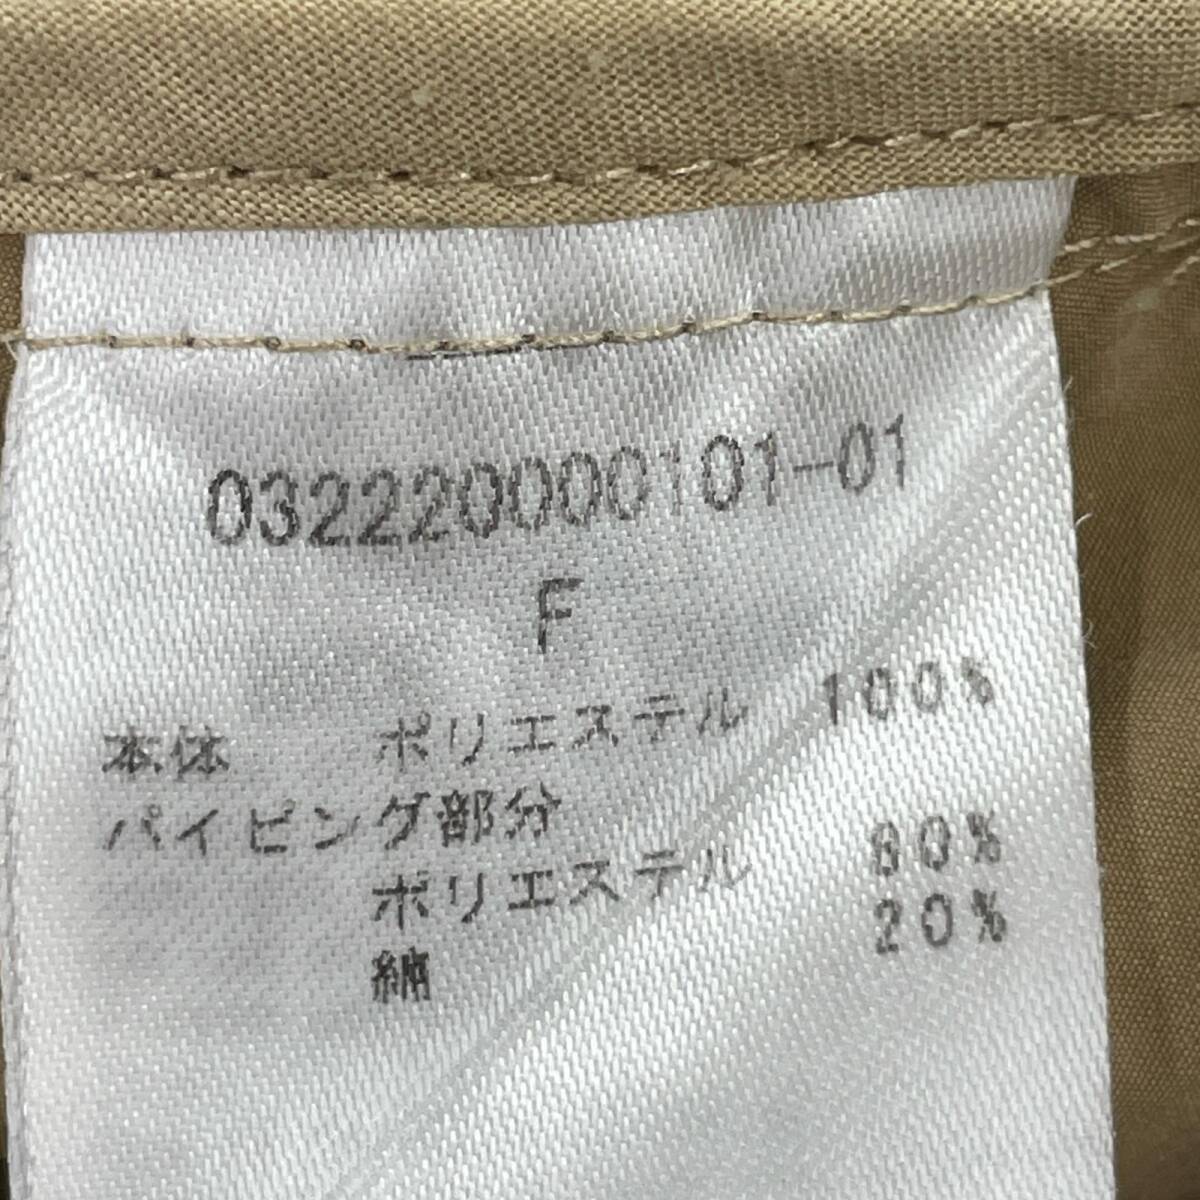 032220000101-01
F
本体 ポリエステル 100%
パイピング部分
ポリエステル 80%
綿 20%